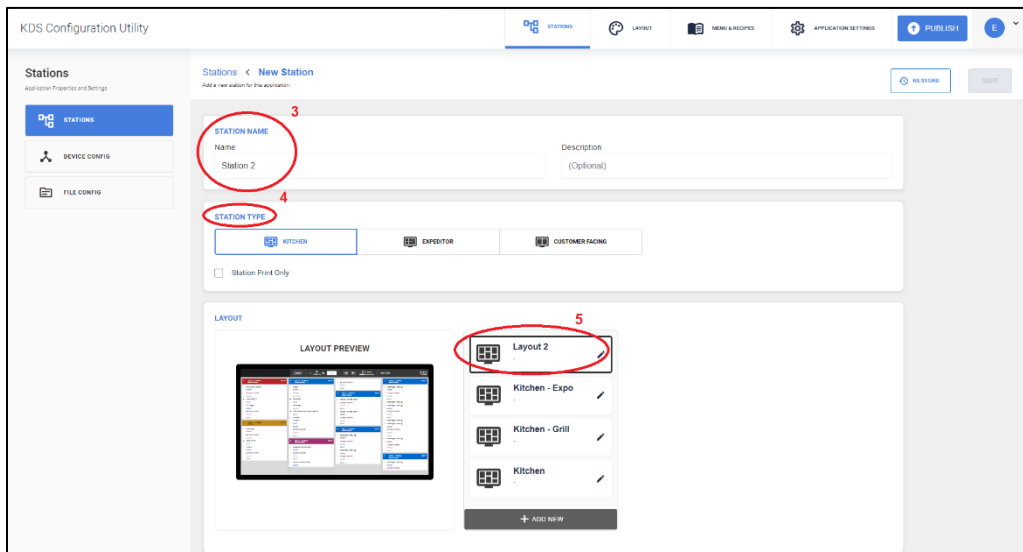 KDS Configuration Utility
STATIONS
LAYOUT
MENU & RECIPES
APPLICATION SETTINGS
PUBLISH
E
Stations
Application Properties and Settings
STATIONS
DEVICE CONFIG
FILE CONFIG
Stations < New Station
Add a new station for this application.
RESTORE
SAVE
3
STATION NAME
Name
Station 2
Description
(Optional)
4
STATION TYPE
KITCHEN
EXPEDITOR
CUSTOMER FACING
Station Print Only
LAYOUT
LAYOUT PREVIEW
5
Layout 2
-
Kitchen - Expo
-
Kitchen - Grill
-
Kitchen
-
+ ADD NEW